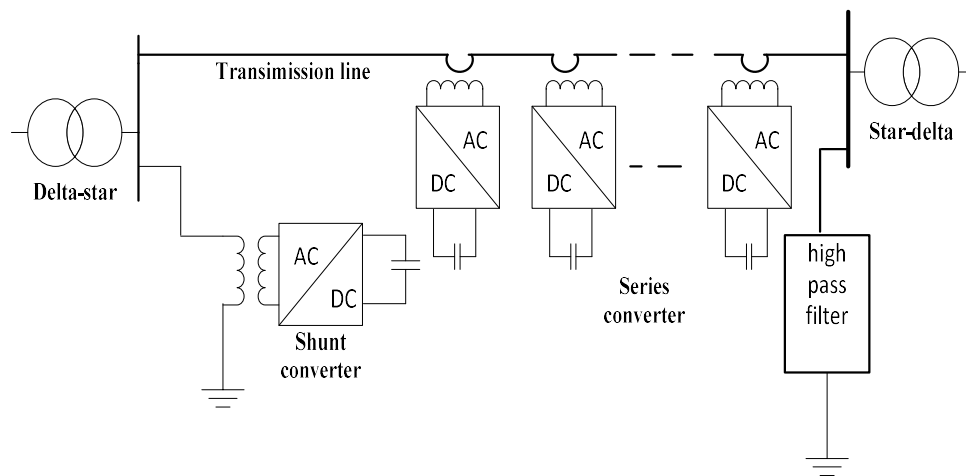 Transimission line
Delta-star
Star-delta
AC
DC
AC
DC
AC
DC
AC
DC
Shunt
converter
Series
converter
high
pass
filter